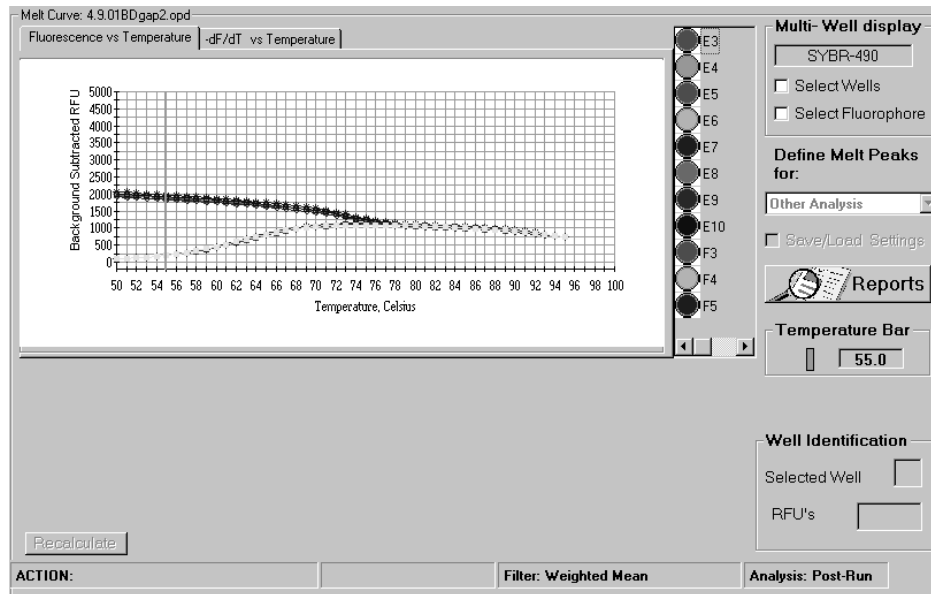 Melt Curve: 4.9.01BDgap2.opd
Fluorescence vs Temperature
-dF/dT vs Temperature
Background Subtracted RFU
5000
4500
4000
3500
3000
2500
2000
1500
1000
500
0
50 52 54 56 58 60 62 64 66 68 70 72 74 76 78 80 82 84 86 88 90 92 94 96 98 100
Temperature, Celsius
E3
E4
E5
E6
E7
E8
E9
E10
F3
F4
F5
Multi- Well display
SYBR-490
Select Wells
Select Fluorophore
Define Melt Peaks
for:
Other Analysis
Save/Load Settings
Reports
Temperature Bar
55.0
Well Identification
Selected Well
RFU's
Recalculate
ACTION:
Filter: Weighted Mean
Analysis: Post-Run